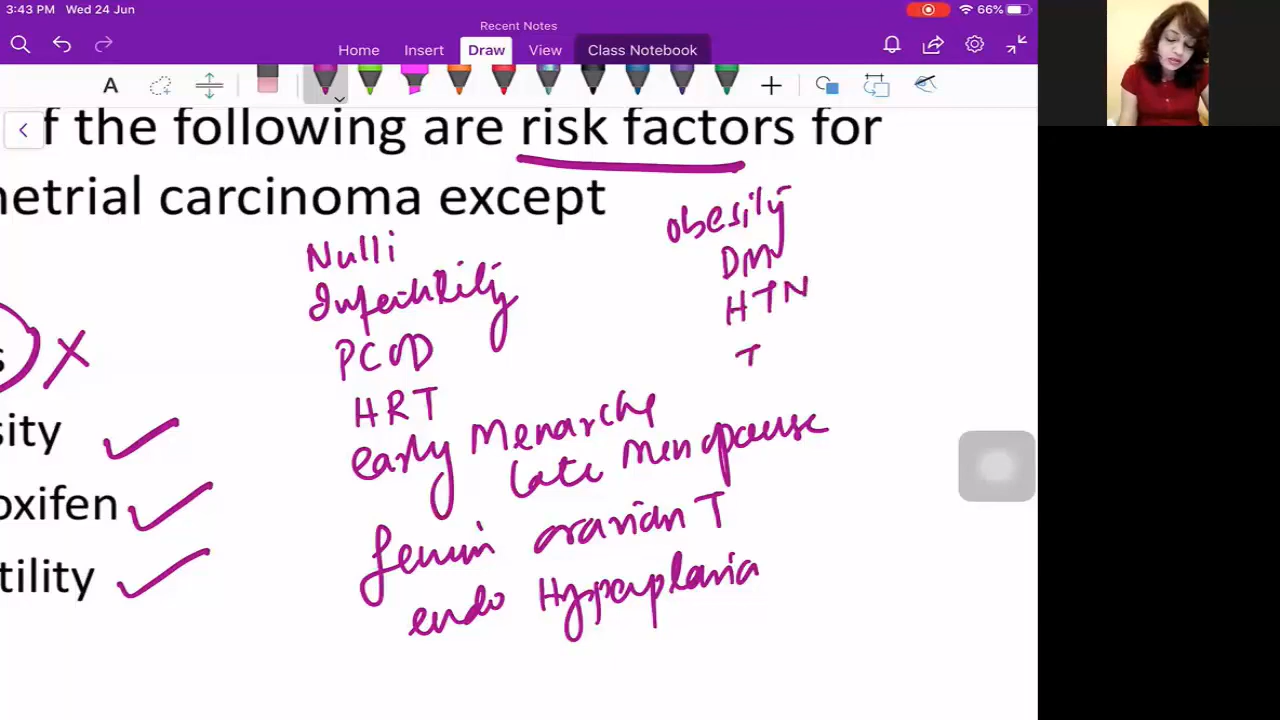 3:43 PM Wed 24 Jun
66%
Recent Notes
Home Insert Draw View Class Notebook
A
f the following are risk factors for
netrial carcinoma except
Nulli
Infertility
PCOD
HRT
early Menarche
late Menopause
femin ovarian T
endo Hyperplasia
obesity
DM
HTN
T
s
sity
oxifen
tility